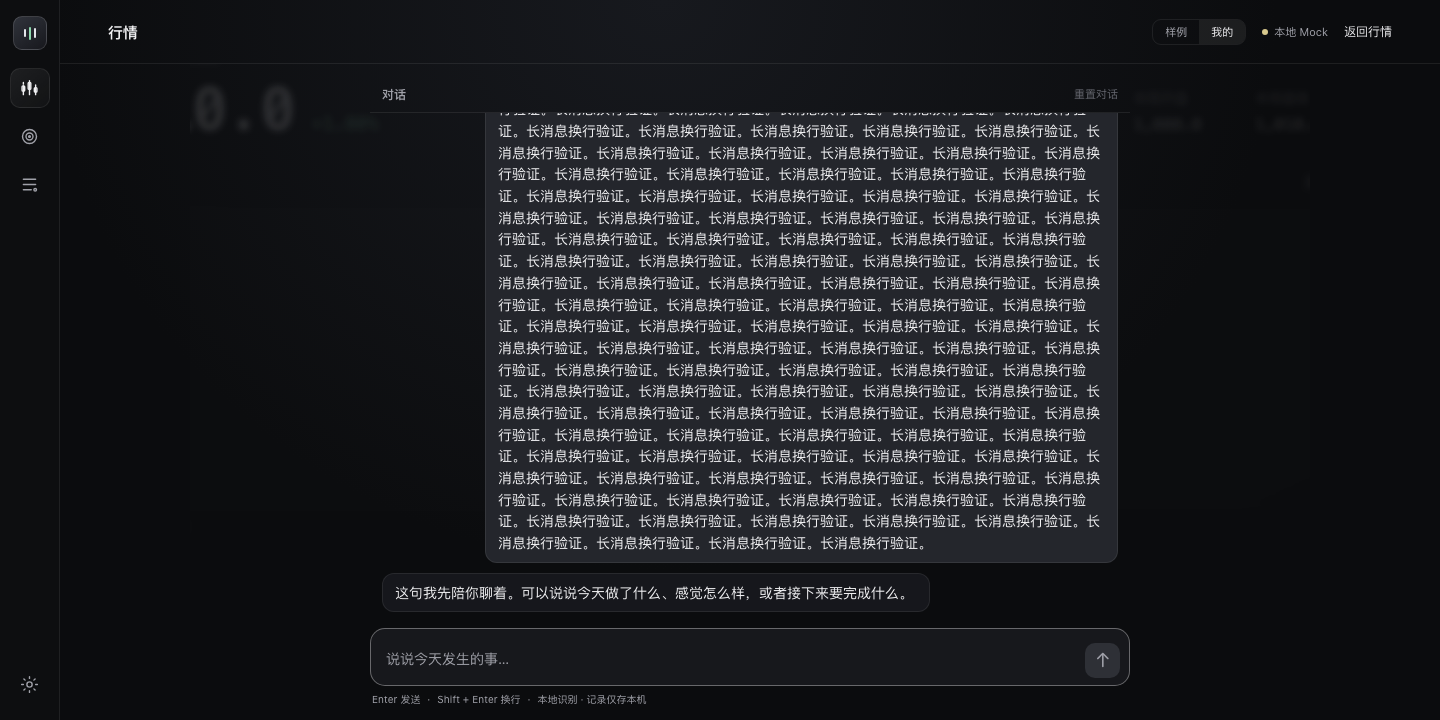 行情
样例
我的
本地 Mock
返回行情
0.0
对话
重置对话
证。长消息换行验证。长消息换行验证。长消息换行验证。长消息换行验证。长消息换行验证。长
消息换行验证。长消息换行验证。长消息换行验证。长消息换行验证。长消息换行验证。长消息换
行验证。长消息换行验证。长消息换行验证。长消息换行验证。长消息换行验证。长消息换行验
证。长消息换行验证。长消息换行验证。长消息换行验证。长消息换行验证。长消息换行验证。长
消息换行验证。长消息换行验证。长消息换行验证。长消息换行验证。长消息换行验证。长消息换
行验证。长消息换行验证。长消息换行验证。长消息换行验证。长消息换行验证。长消息换行验
证。长消息换行验证。长消息换行验证。长消息换行验证。长消息换行验证。长消息换行验证。长
消息换行验证。长消息换行验证。长消息换行验证。长消息换行验证。长消息换行验证。长消息换
行验证。长消息换行验证。长消息换行验证。长消息换行验证。长消息换行验证。长消息换行验
证。长消息换行验证。长消息换行验证。长消息换行验证。长消息换行验证。长消息换行验证。长
消息换行验证。长消息换行验证。长消息换行验证。长消息换行验证。长消息换行验证。长消息换
行验证。长消息换行验证。长消息换行验证。长消息换行验证。长消息换行验证。长消息换行验
证。长消息换行验证。长消息换行验证。长消息换行验证。长消息换行验证。长消息换行验证。长
消息换行验证。长消息换行验证。长消息换行验证。长消息换行验证。长消息换行验证。长消息换
行验证。长消息换行验证。长消息换行验证。长消息换行验证。长消息换行验证。长消息换行验
证。长消息换行验证。长消息换行验证。长消息换行验证。长消息换行验证。长消息换行验证。长
消息换行验证。长消息换行验证。长消息换行验证。长消息换行验证。长消息换行验证。长消息换
行验证。长消息换行验证。长消息换行验证。长消息换行验证。长消息换行验证。长消息换行验
证。长消息换行验证。长消息换行验证。长消息换行验证。长消息换行验证。长消息换行验证。长
消息换行验证。长消息换行验证。长消息换行验证。长消息换行验证。
这句我先陪你聊着。可以说说今天做了什么、感觉怎么样，或者接下来要完成什么。
说说今天发生的事…
Enter 发送 · Shift + Enter 换行 · 本地识别 · 记录仅存本机